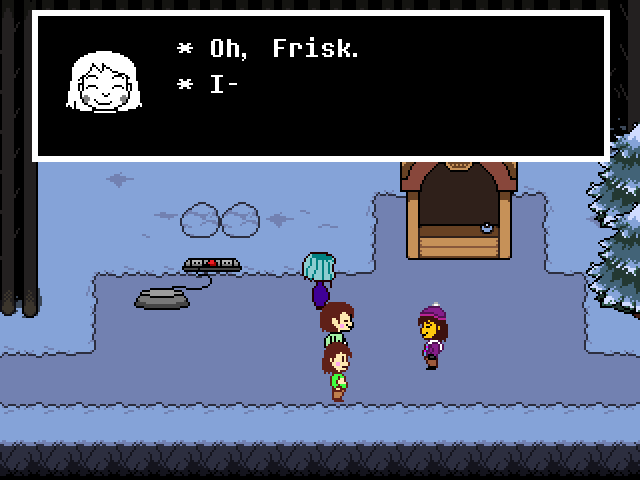 * Oh, Frisk.
* I-